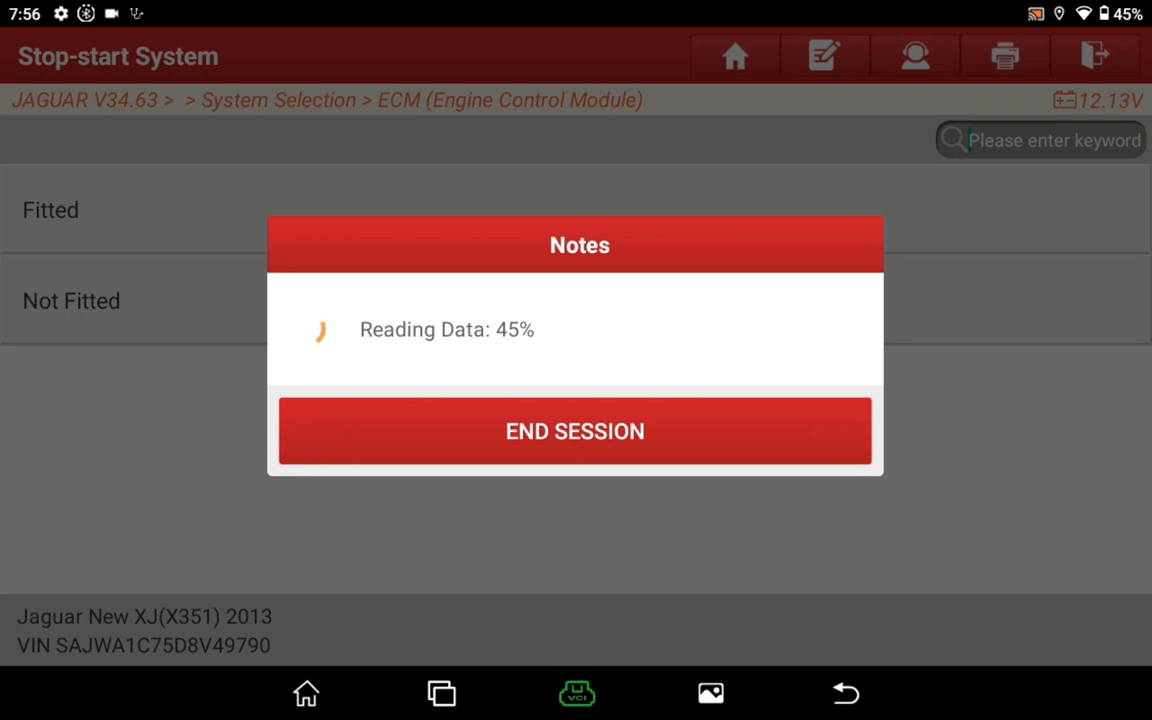 7:56
45%
Stop-start System
JAGUAR V34.63 > > System Selection > ECM (Engine Control Module)
12.13V
Please enter keyword
Fitted
Not Fitted
Notes
Reading Data: 45%
END SESSION
Jaguar New XJ(X351) 2013
VIN SAJWA1C75D8V49790
VCI